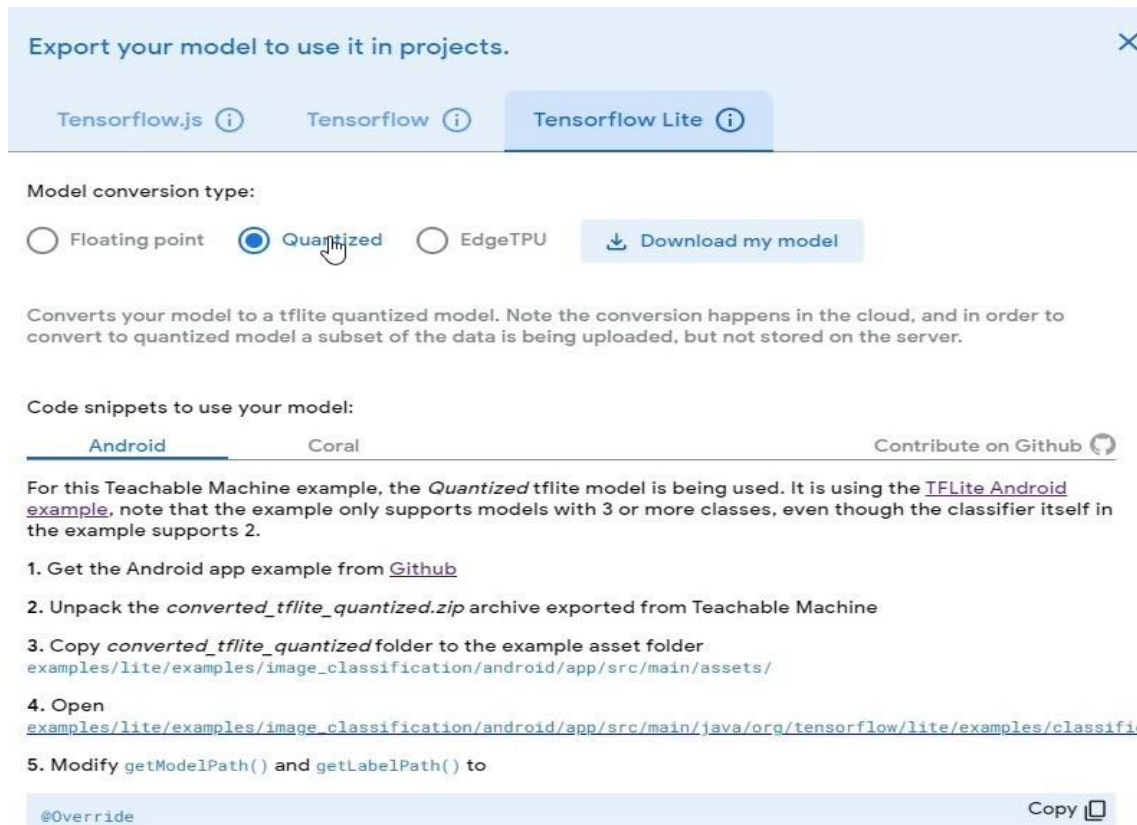 Export your model to use it in projects.
Tensorflow.js Tensorflow Tensorflow Lite
Model conversion type:
Floating point Quantized EdgeTPU Download my model
Converts your model to a tflite quantized model. Note the conversion happens in the cloud, and in order to
convert to quantized model a subset of the data is being uploaded, but not stored on the server.
Code snippets to use your model:
Android Coral Contribute on Github
For this Teachable Machine example, the Quantized tflite model is being used. It is using the TFLite Android
example, note that the example only supports models with 3 or more classes, even though the classifier itself in
the example supports 2.
1. Get the Android app example from Github
2. Unpack the converted_tflite_quantized.zip archive exported from Teachable Machine
3. Copy converted_tflite_quantized folder to the example asset folder
examples/lite/examples/image_classification/android/app/src/main/assets/
4. Open
examples/lite/examples/image_classification/android/app/src/main/java/org/tensorflow/lite/examples/classific
5. Modify getModelPath() and getLabelPath() to
@Override Copy